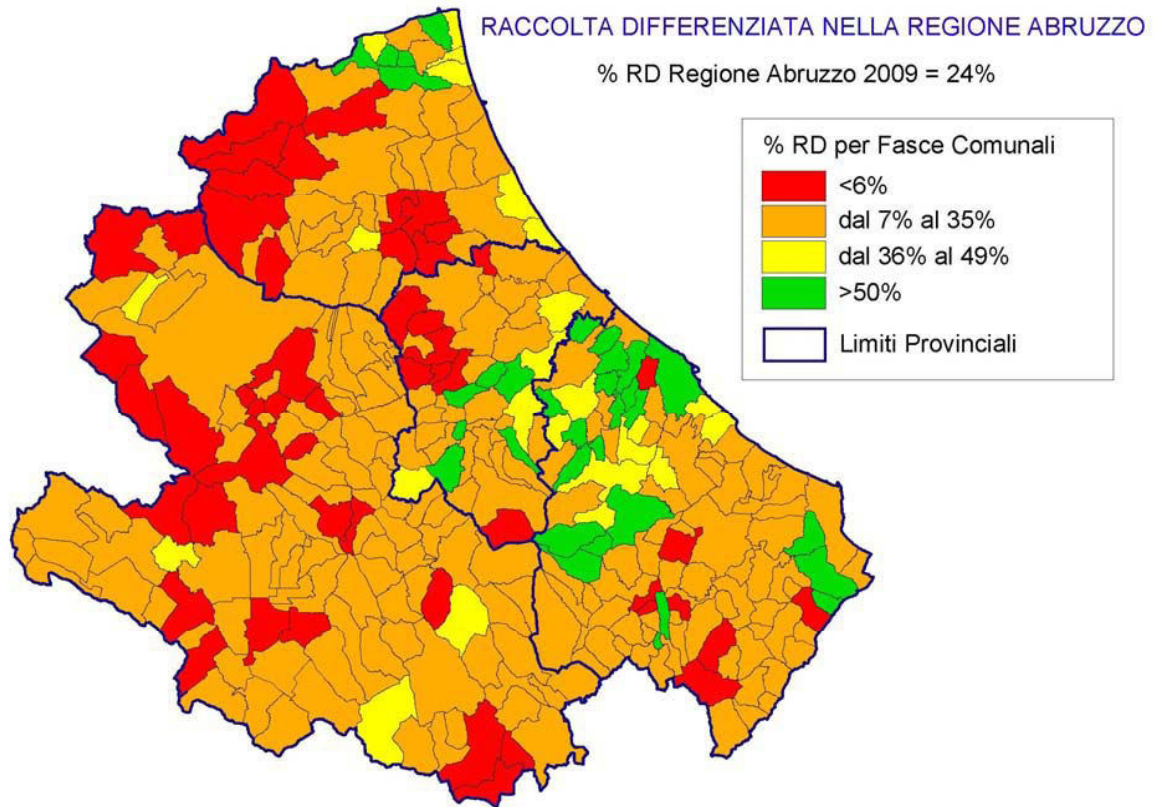 RACCOLTA DIFFERENZIATA NELLA REGIONE ABRUZZO
% RD Regione Abruzzo 2009 = 24%
% RD per Fasce Comunali
<6%
dal 7% al 35%
dal 36% al 49%
>50%
Limiti Provinciali